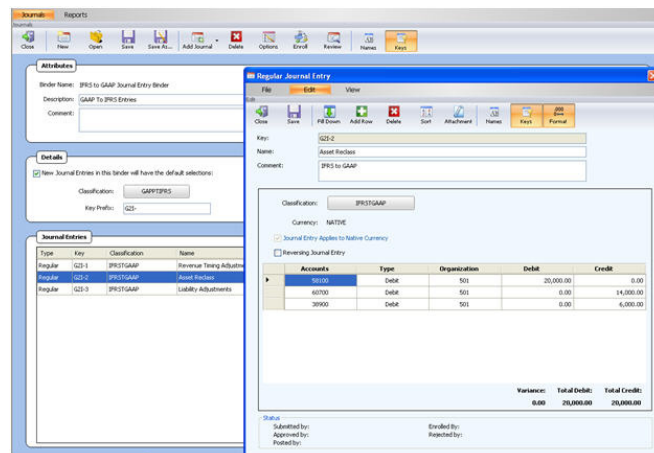 Journals Reports
Journals
Close New Open Save Save As... Add Journal Delete Options Enroll Review Names Keys
Attributes
Binder Name: IFRS to GAAP Journal Entry Binder
Description: GAAP To IFRS Entries
Comment:
Details
New Journal Entries in this binder will have the default selections:
Classification: GAPPTIFRS
Key Prefix: G2I-
Journal Entries
Type Key Classification Name
Regular G2I-1 IFRSTGAAP Revenue Timing Adjustme
Regular G2I-2 IFRSTGAAP Asset Reclass
Regular G2I-3 IFRSTGAAP Liability Adjustments
Regular Journal Entry
File Edit View
Edit
Close Save Fill Down Add Row Delete Sort Attachment Names Keys Format
Key: G2I-2
Name: Asset Reclass
Comment: IFRS to GAAP
Classification: IFRSTGAAP
Currency: NATIVE
Journal Entry Applies to Native Currency
Reversing Journal Entry
Accounts Type Organization Debit Credit
50100 Debit 501 20,000.00 0.00
60700 Debit 501 0.00 14,000.00
38900 Debit 501 0.00 6,000.00
Variance: Total Debit: Total Credit:
0.00 20,000.00 20,000.00
Status
Submitted by: Enrolled By:
Approved by: Rejected by:
Posted by: